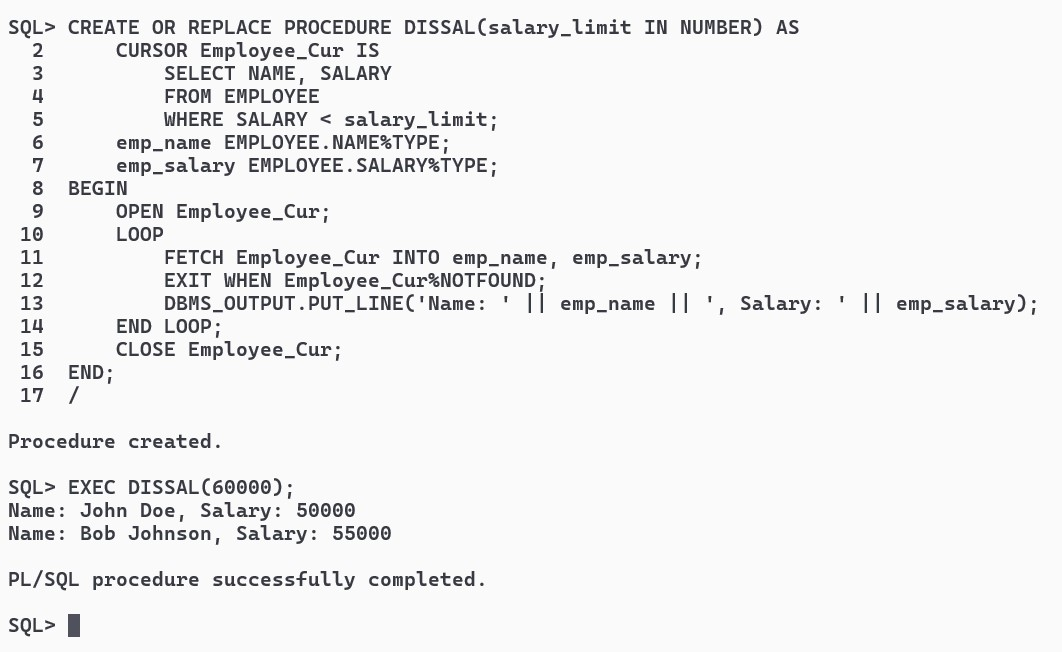 SQL> CREATE OR REPLACE PROCEDURE DISSAL(salary_limit IN NUMBER) AS
  2      CURSOR Employee_Cur IS
  3          SELECT NAME, SALARY
  4          FROM EMPLOYEE
  5          WHERE SALARY < salary_limit;
  6      emp_name EMPLOYEE.NAME%TYPE;
  7      emp_salary EMPLOYEE.SALARY%TYPE;
  8  BEGIN
  9      OPEN Employee_Cur;
 10      LOOP
 11          FETCH Employee_Cur INTO emp_name, emp_salary;
 12          EXIT WHEN Employee_Cur%NOTFOUND;
 13          DBMS_OUTPUT.PUT_LINE('Name: ' || emp_name || ', Salary: ' || emp_salary);
 14      END LOOP;
 15      CLOSE Employee_Cur;
 16  END;
 17  /

Procedure created.

SQL> EXEC DISSAL(60000);
Name: John Doe, Salary: 50000
Name: Bob Johnson, Salary: 55000

PL/SQL procedure successfully completed.

SQL>